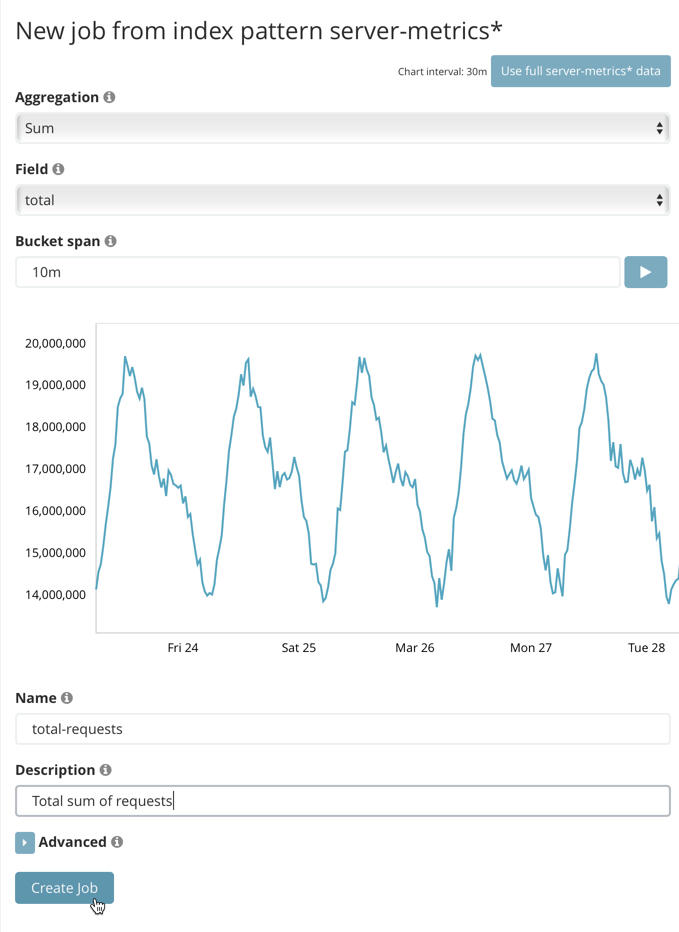 New job from index pattern server-metrics*
Chart interval: 30m Use full server-metrics* data
Aggregation
Sum
Field
total
Bucket span
10m
20,000,000
19,000,000
18,000,000
17,000,000
16,000,000
15,000,000
14,000,000
Fri 24 Sat 25 Mar 26 Mon 27 Tue 28
Name
total-requests
Description
Total sum of requests
Advanced
Create Job